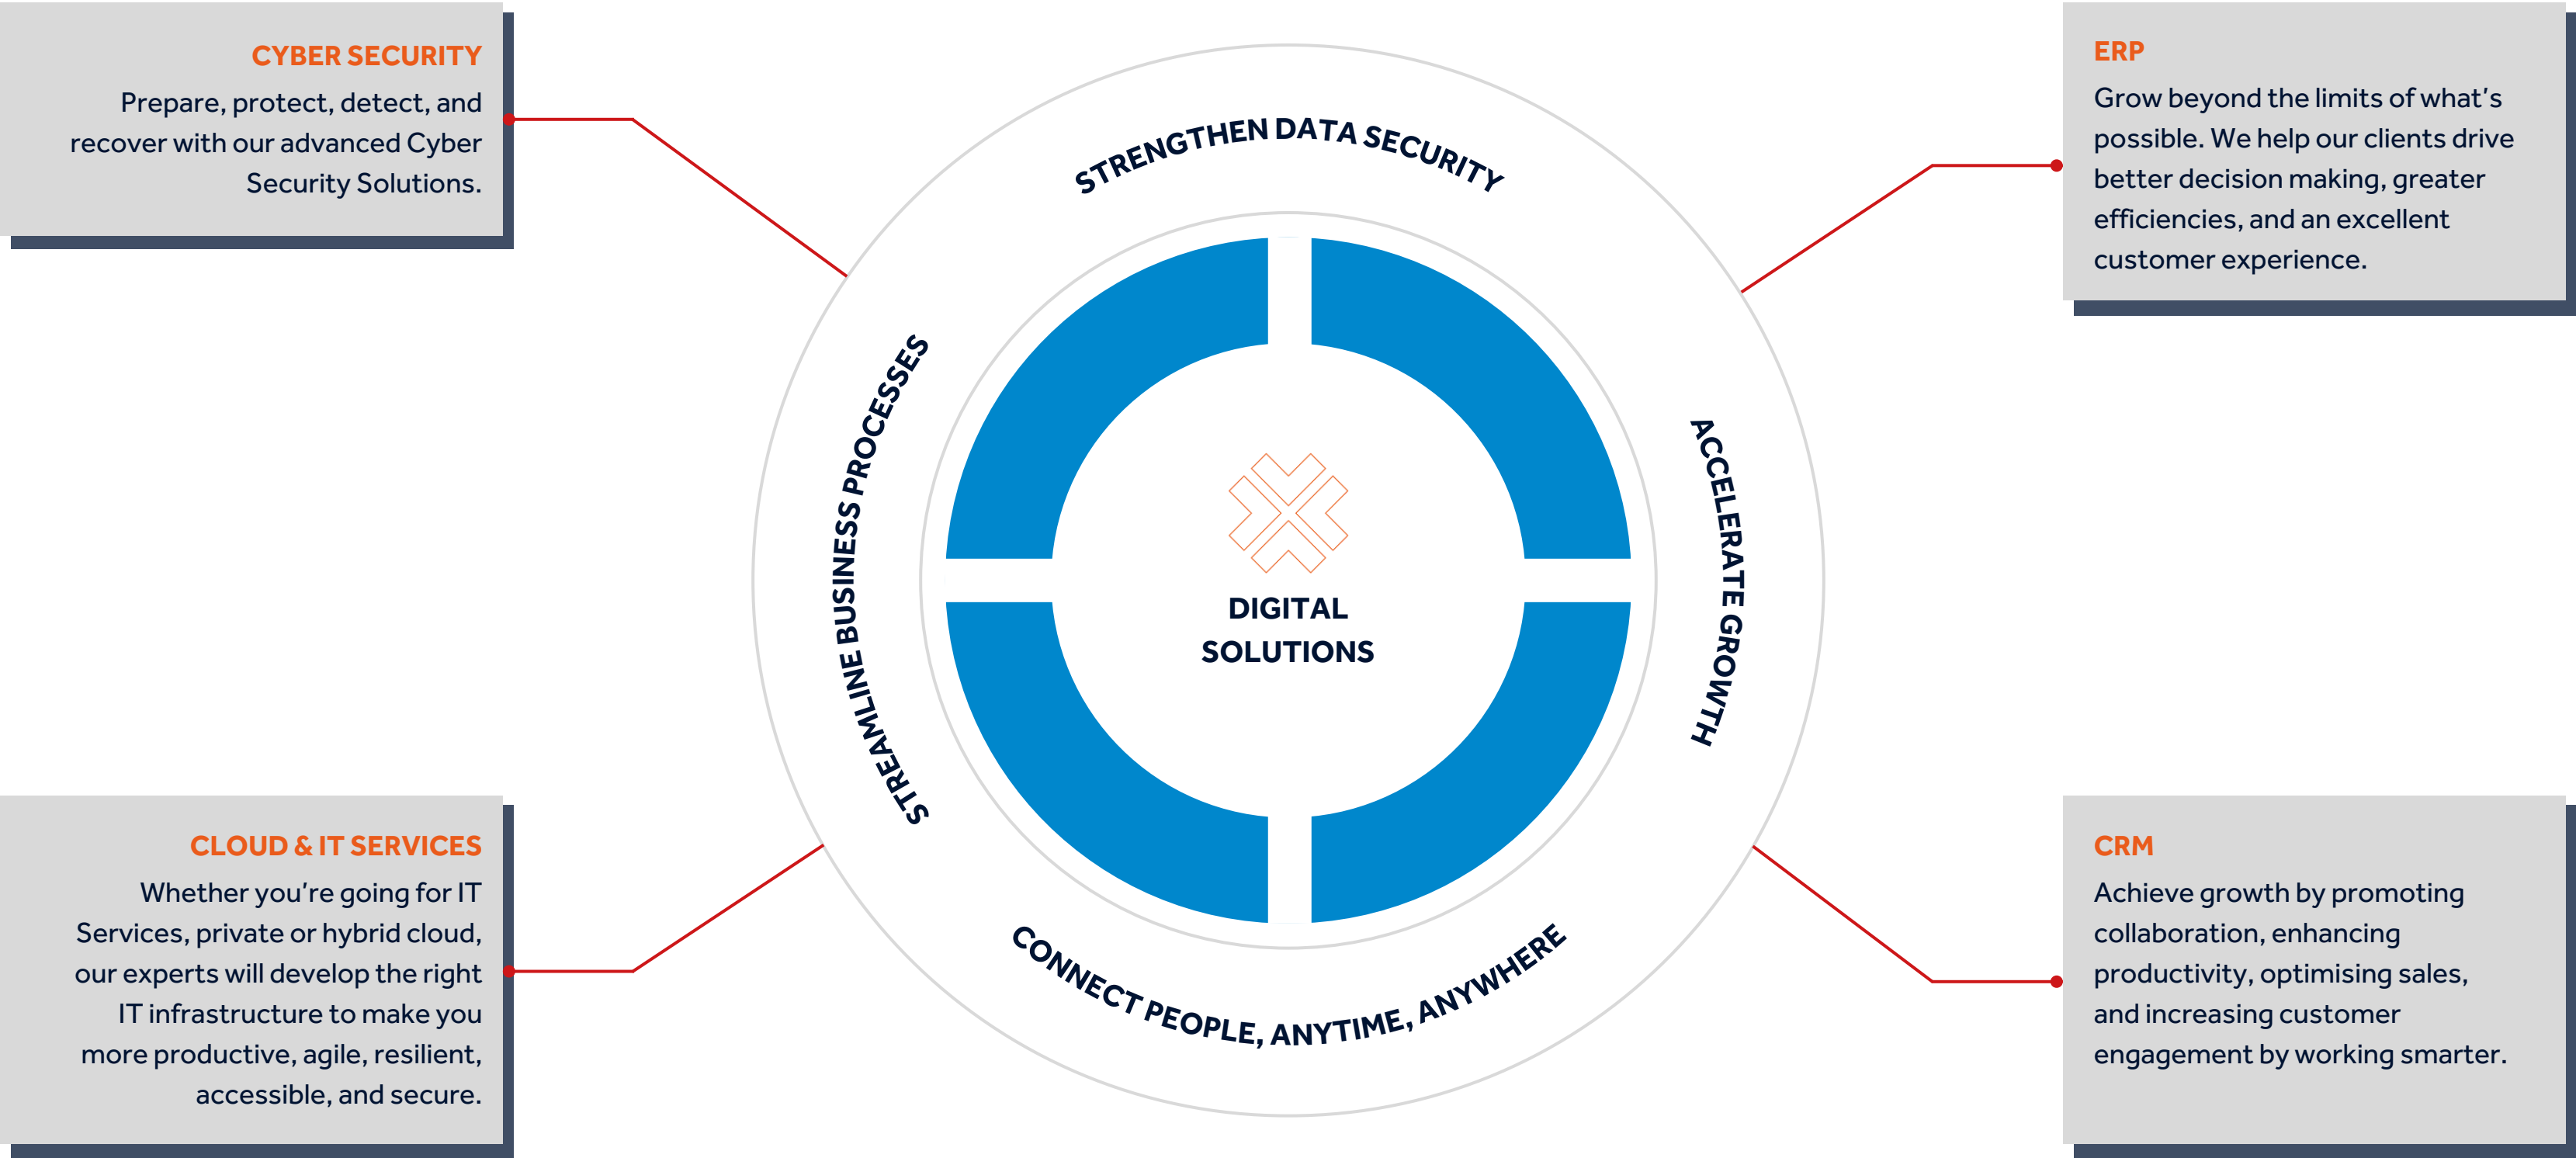 CYBER SECURITY
Prepare, protect, detect, and
recover with our advanced Cyber
Security Solutions.
ERP
Grow beyond the limits of what's
possible. We help our clients drive
better decision making, greater
efficiencies, and an excellent
customer experience.
STRENGTHEN DATA SECURITY
STREAMLINE BUSINESS PROCESSES
ACCELERATE GROWTH
DIGITAL
SOLUTIONS
CONNECT PEOPLE, ANYTIME, ANYWHERE
CLOUD & IT SERVICES
Whether you're going for IT
Services, private or hybrid cloud,
our experts will develop the right
IT infrastructure to make you
more productive, agile, resilient,
accessible, and secure.
CRM
Achieve growth by promoting
collaboration, enhancing
productivity, optimising sales,
and increasing customer
engagement by working smarter.